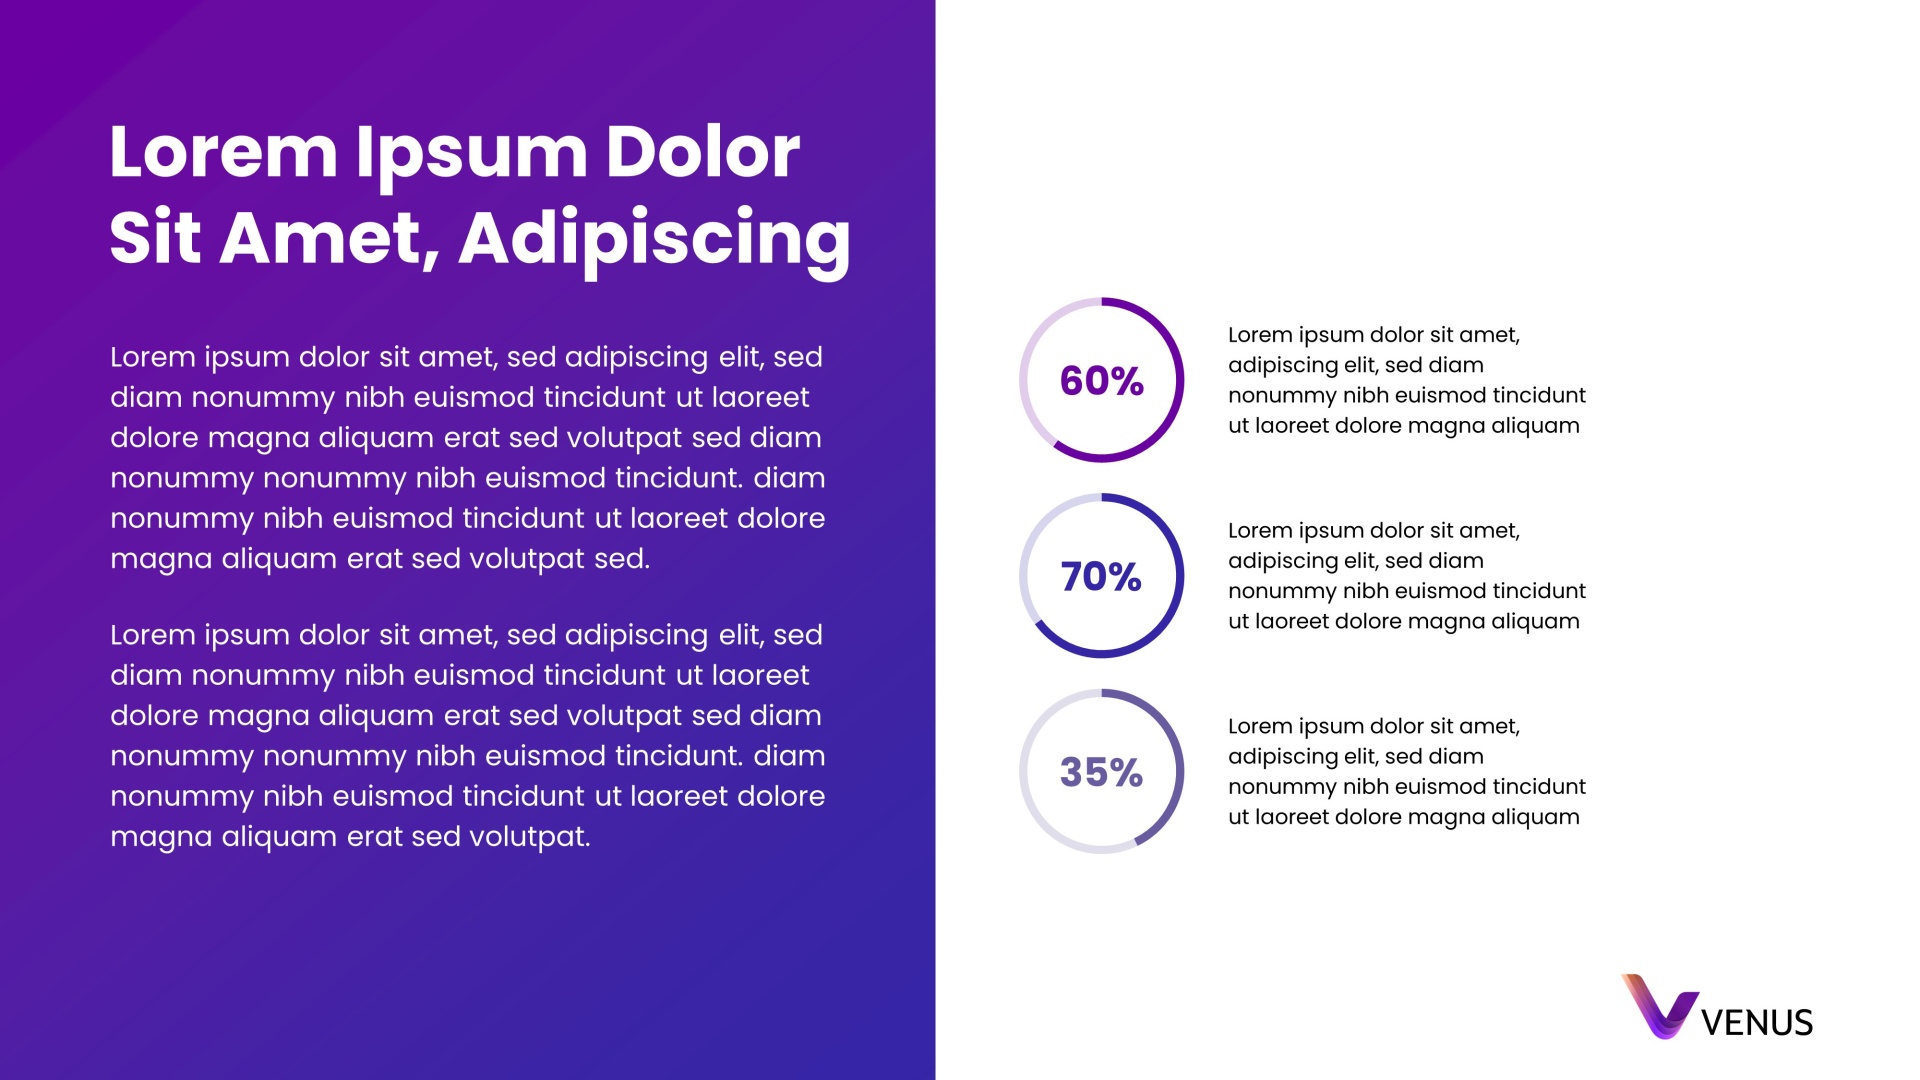 Lorem Ipsum Dolor
Sit Amet, Adipiscing
Lorem ipsum dolor sit amet, sed adipiscing elit, sed
diam nonummy nibh euismod tincidunt ut laoreet
dolore magna aliquam erat sed volutpat sed diam
nonummy nonummy nibh euismod tincidunt. diam
nonummy nibh euismod tincidunt ut laoreet dolore
magna aliquam erat sed volutpat sed.
Lorem ipsum dolor sit amet, sed adipiscing elit, sed
diam nonummy nibh euismod tincidunt ut laoreet
dolore magna aliquam erat sed volutpat sed diam
nonummy nonummy nibh euismod tincidunt. diam
nonummy nibh euismod tincidunt ut laoreet dolore
magna aliquam erat sed volutpat.
60%
Lorem ipsum dolor sit amet,
adipiscing elit, sed diam
nonummy nibh euismod tincidunt
ut laoreet dolore magna aliquam
70%
Lorem ipsum dolor sit amet,
adipiscing elit, sed diam
nonummy nibh euismod tincidunt
ut laoreet dolore magna aliquam
35%
Lorem ipsum dolor sit amet,
adipiscing elit, sed diam
nonummy nibh euismod tincidunt
ut laoreet dolore magna aliquam
VENUS